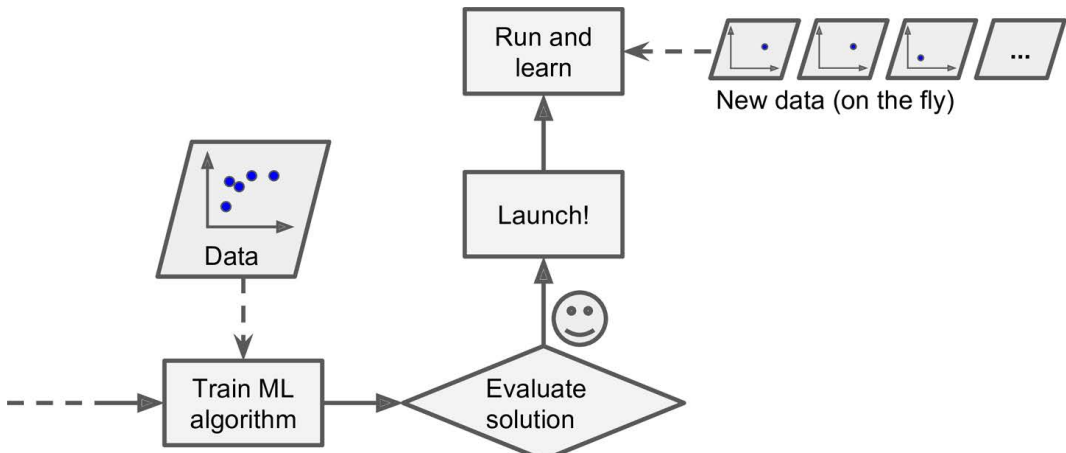 Run and
learn
...
New data (on the fly)
Launch!
Data
Train ML
algorithm
Evaluate
solution